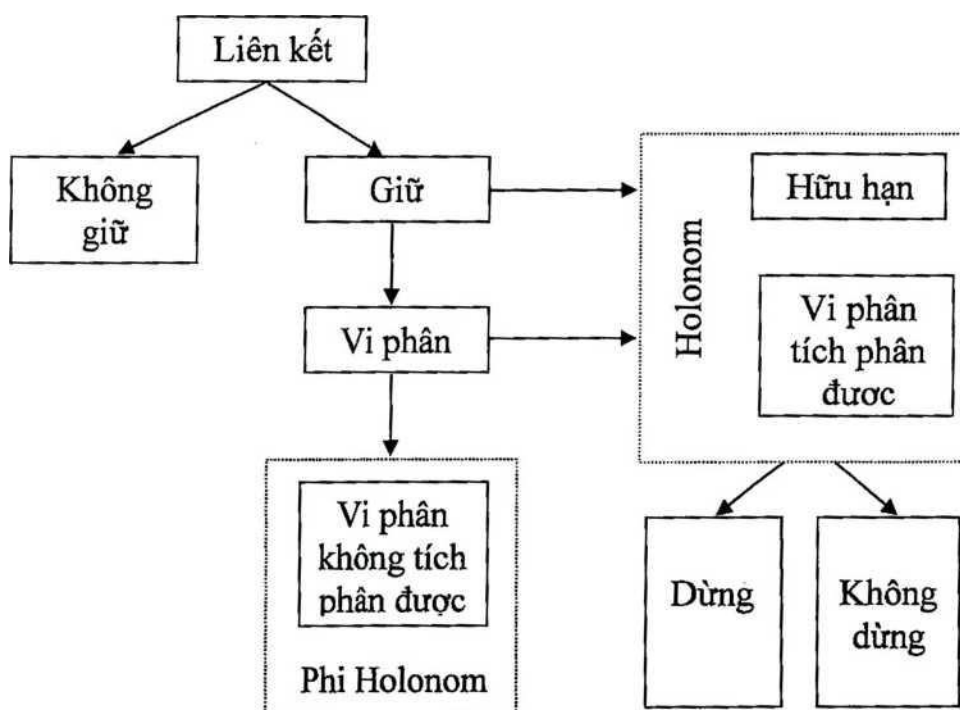 Liên kết
Không
giữ
Giữ
Hữu hạn
Holonom
Vi phân
Vi phân
tích phân
đươc
Vi phân
không tích
phân được
Phi Holonom
Dừng
Không
dừng